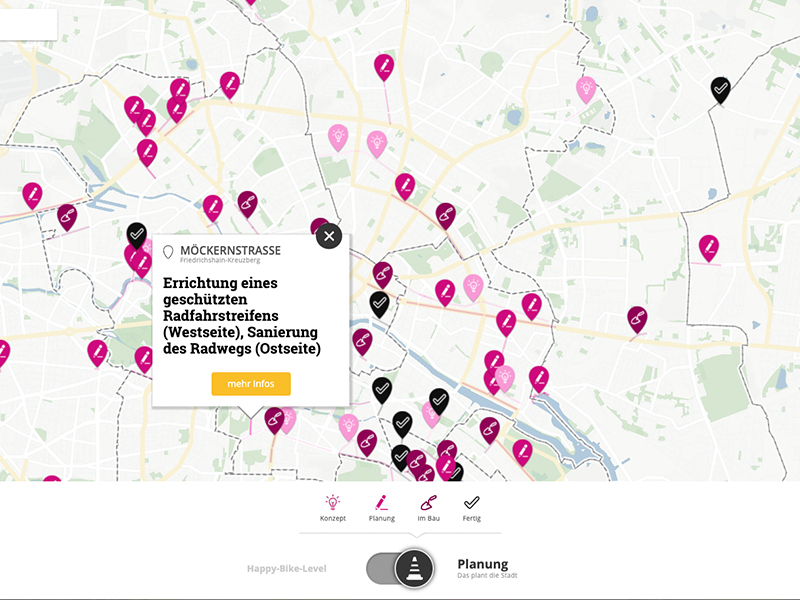 MÖCKERNSTRASSE
Friedrichshain-Kreuzberg
Errichtung eines
geschützten
Radfahrstreifens
(Westseite), Sanierung
des Radwegs (Ostseite)
mehr Infos
Konzept
Planung
Im Bau
Fertig
Happy-Bike-Level
Planung
Das plant die Stadt